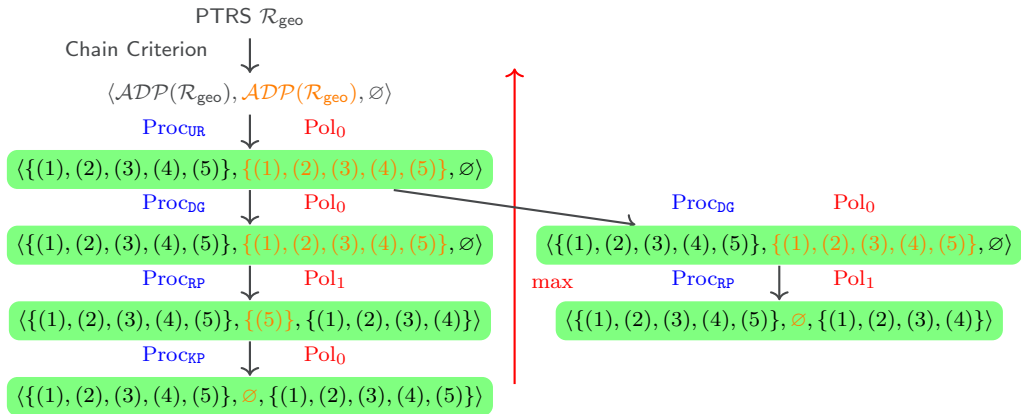 PTRS R_geo
Chain Criterion
⟨ADP(R_geo), ADP(R_geo), ∅⟩
Proc_UR Pol_0
⟨{(1), (2), (3), (4), (5)}, {(1), (2), (3), (4), (5)}, ∅⟩
Proc_DG Pol_0
Proc_DG Pol_0
⟨{(1), (2), (3), (4), (5)}, {(1), (2), (3), (4), (5)}, ∅⟩
⟨{(1), (2), (3), (4), (5)}, {(1), (2), (3), (4), (5)}, ∅⟩
Proc_RP Pol_1
max
Proc_RP Pol_1
⟨{(1), (2), (3), (4), (5)}, {(5)}, {(1), (2), (3), (4)}⟩
⟨{(1), (2), (3), (4), (5)}, ∅, {(1), (2), (3), (4)}⟩
Proc_KP Pol_0
⟨{(1), (2), (3), (4), (5)}, ∅, {(1), (2), (3), (4), (5)}⟩